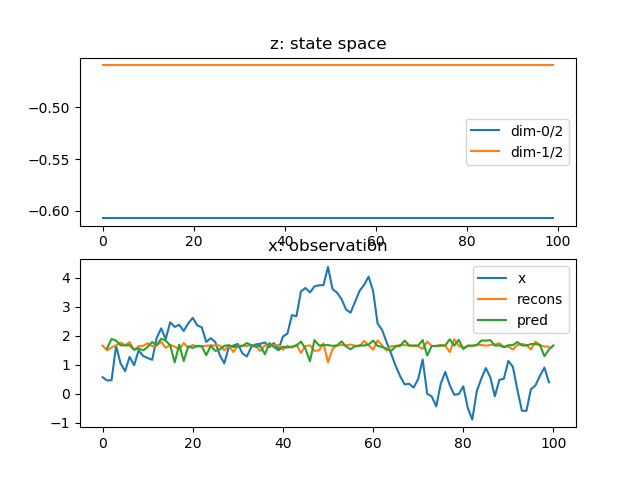 z: state space
−0.50
−0.55
−0.60
dim-0/2
dim-1/2
0 20 40 60 80 100
x: observation
4
3
2
1
0
−1
x
recons
pred
0 20 40 60 80 100